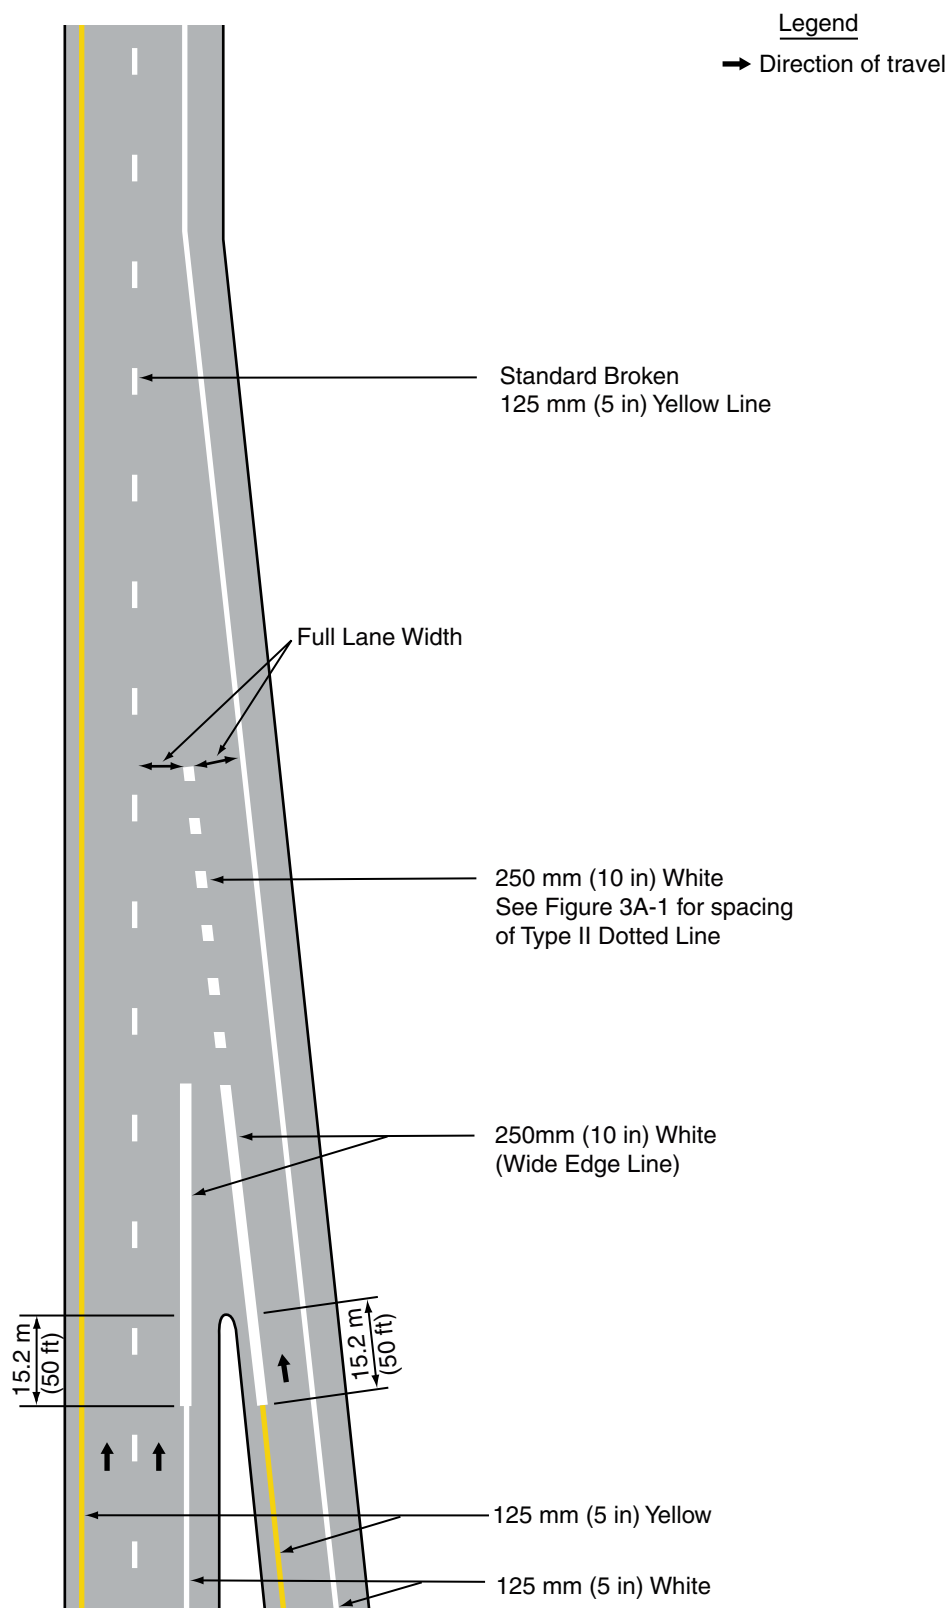 Legend
Direction of travel
Standard Broken
125 mm (5 in) Yellow Line
Full Lane Width
250 mm (10 in) White
See Figure 3A-1 for spacing
of Type II Dotted Line
250mm (10 in) White
(Wide Edge Line)
15.2 m
(50 ft)
15.2 m
(50 ft)
125 mm (5 in) Yellow
125 mm (5 in) White